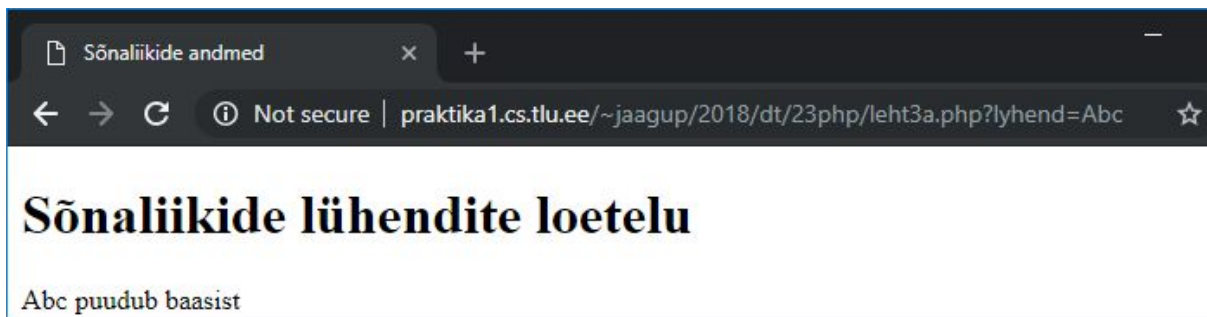 Sõnaliikide andmed
Not secure | praktika1.cs.tlu.ee/~jaagup/2018/dt/23php/leht3a.php?lyhend=Abc
Sõnaliikide lühendite loetelu
Abc puudub baasist